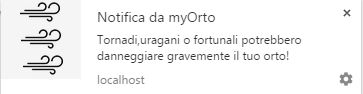 Notifica da myOrto
Tornadi,uragani o fortunali potrebbero
danneggiare gravemente il tuo orto!
localhost